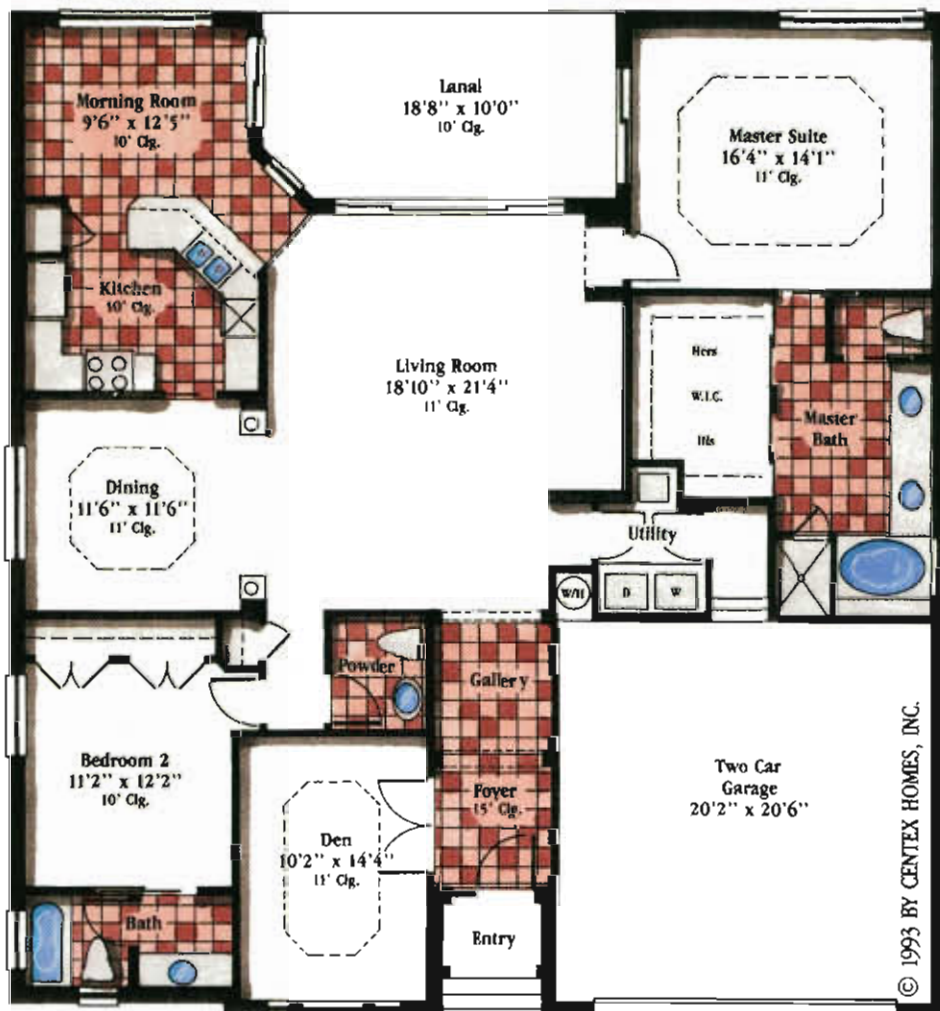 Morning Room
9'6" x 12'5"
10' Clg.
Lanai
18'8" x 10'0"
10' Clg.
Master Suite
16'4" x 14'1"
11' Clg.
Kitchen
10' Clg.
Living Room
18'10" x 21'4"
11' Clg.
Hers
W.I.C.
His
Master
Bath
Dining
11'6" x 11'6"
11' Clg.
Utility
W/H
D
W
Powder
Gallery
Bedroom 2
11'2" x 12'2"
10' Clg.
Foyer
15' Clg.
Two Car
Garage
20'2" x 20'6"
Den
10'2" x 14'4"
11' Clg.
Bath
Entry
© 1993 BY CENTEX HOMES, INC.